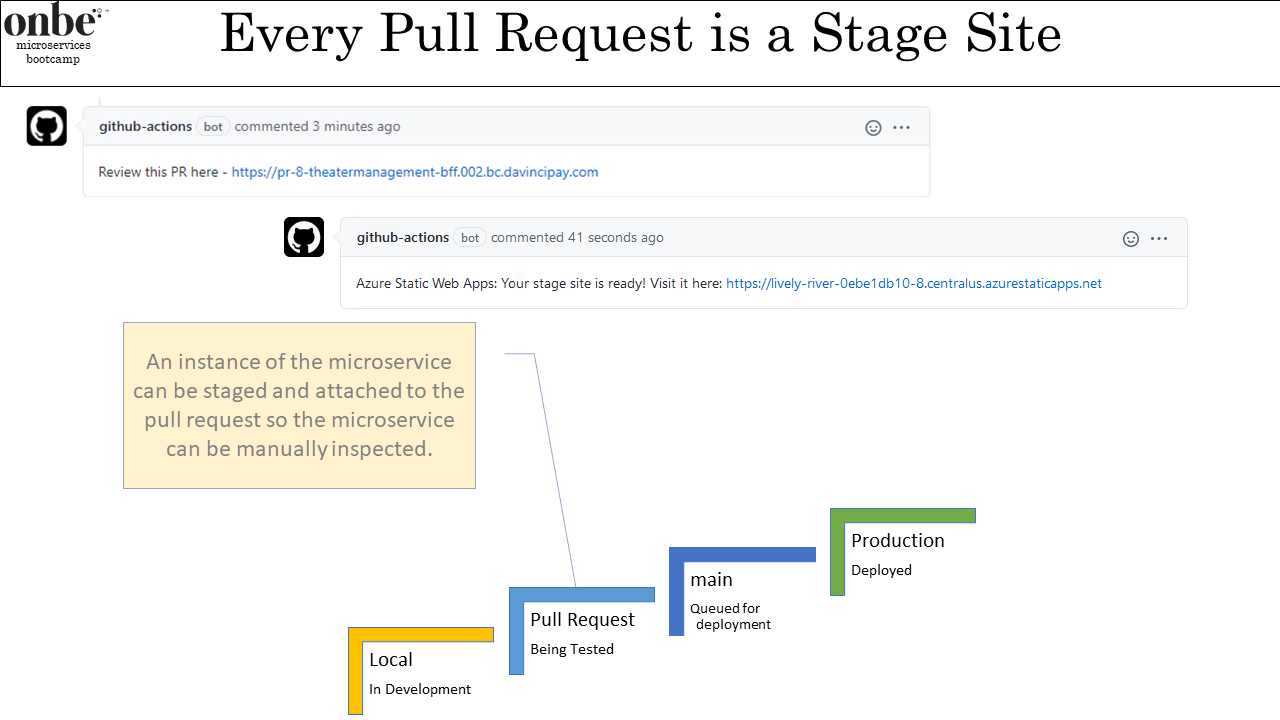 onbe™
microservices
bootcamp
Every Pull Request is a Stage Site
github-actions bot commented 3 minutes ago
Review this PR here - https://pr-8-theatermanagement-bff.002.bc.davincipay.com
github-actions bot commented 41 seconds ago
Azure Static Web Apps: Your stage site is ready! Visit it here: https://lively-river-0ebe1db10-8.centralus.azurestaticapps.net
An instance of the microservice
can be staged and attached to the
pull request so the microservice
can be manually inspected.
Local
In Development
Pull Request
Being Tested
main
Queued for
deployment
Production
Deployed